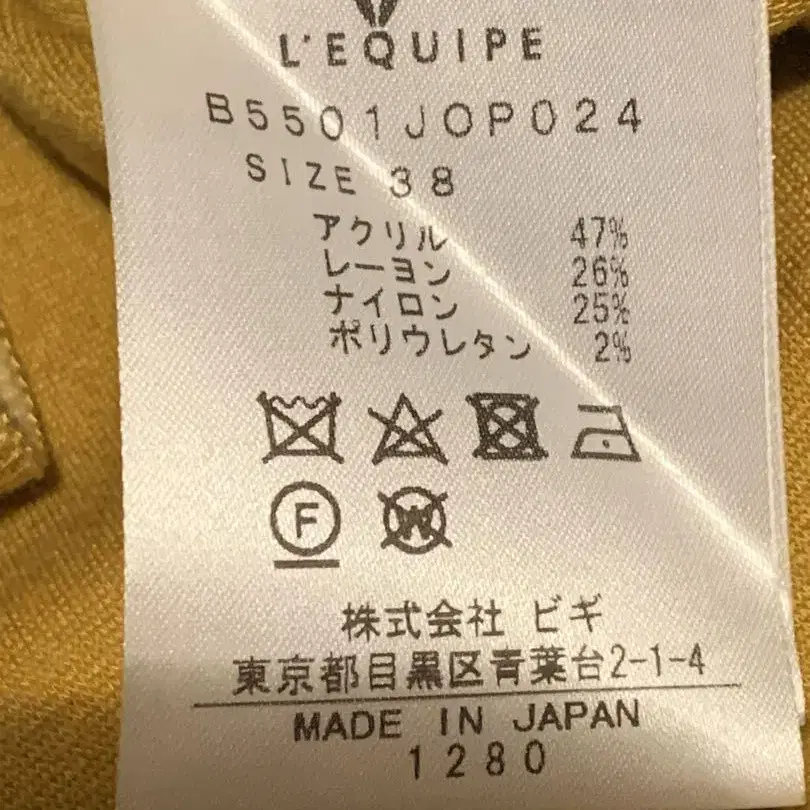 L'EQUIPE
B5501JOP024
SIZE 38
アクリル 47%
レーヨン 26%
ナイロン 25%
ポリウレタン 2%
F W
株式会社 ビギ
東京都目黒区青葉台2-1-4
MADE IN JAPAN
1280